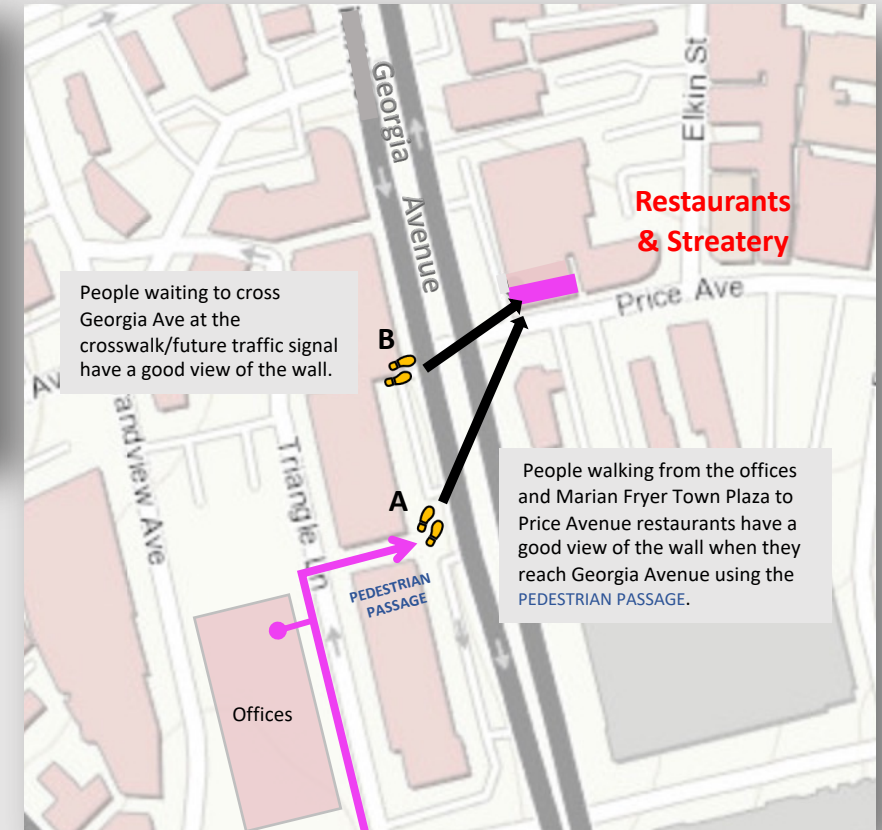 Georgia Avenue
Elkin St
Restaurants
& Streatery
Price Ave
People waiting to cross
Georgia Ave at the
crosswalk/future traffic signal
have a good view of the wall.
B
Av
andview Ave
Triangle Ln
A
People walking from the offices
and Marian Fryer Town Plaza to
Price Avenue restaurants have a
good view of the wall when they
reach Georgia Avenue using the
PEDESTRIAN PASSAGE.
PEDESTRIAN
PASSAGE
Offices